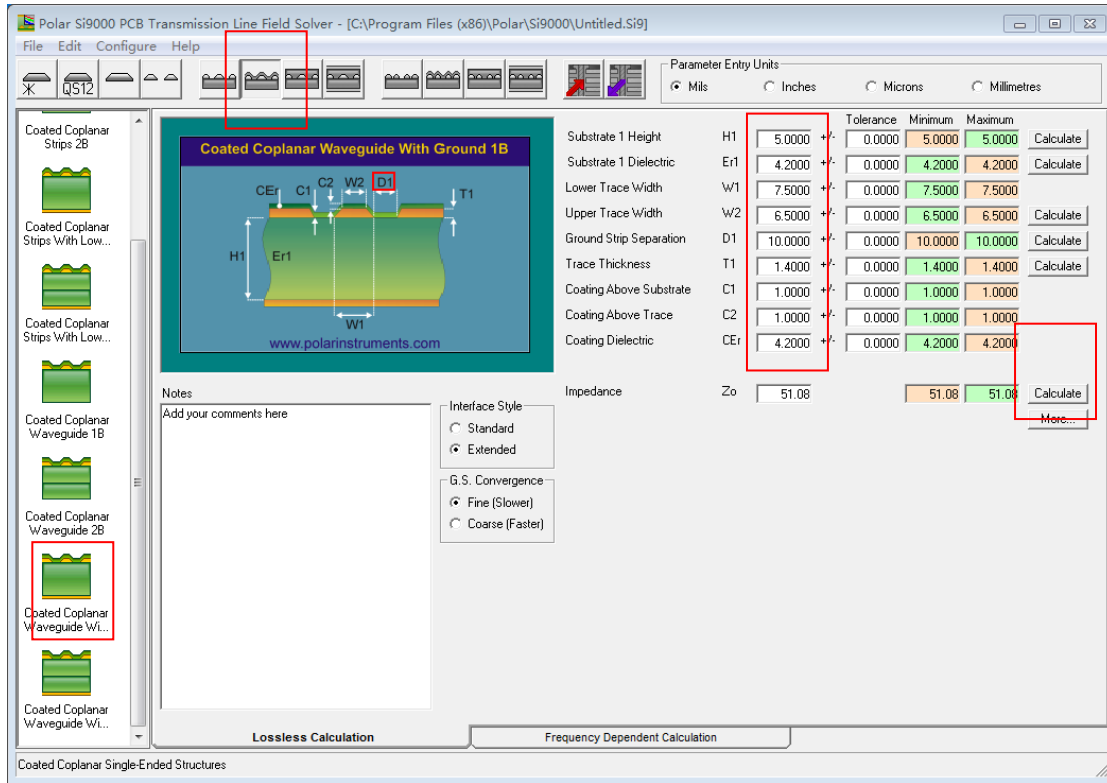 Polar Si9000 PCB Transmission Line Field Solver - [C:\Program Files (x86)\Polar\Si9000\Untitled.Si9]
File Edit Configure Help
QS12
Parameter Entry Units
Mils Inches Microns Millimetres
Coated Coplanar
Strips 2B
Coated Coplanar
Strips With Low...
Coated Coplanar
Strips With Low...
Coated Coplanar
Waveguide 1B
Coated Coplanar
Waveguide 2B
Coated Coplanar
Waveguide Wi...
Coated Coplanar
Waveguide Wi...
Coated Coplanar Waveguide With Ground 1B
CEr C1 C2 W2 D1 T1
H1 Er1
W1
www.polarinstruments.com
Tolerance Minimum Maximum
Substrate 1 Height H1 5.0000 +/- 0.0000 5.0000 5.0000 Calculate
Substrate 1 Dielectric Er1 4.2000 +/- 0.0000 4.2000 4.2000 Calculate
Lower Trace Width W1 7.5000 +/- 0.0000 7.5000 7.5000
Upper Trace Width W2 6.5000 +/- 0.0000 6.5000 6.5000 Calculate
Ground Strip Separation D1 10.0000 +/- 0.0000 10.0000 10.0000 Calculate
Trace Thickness T1 1.4000 +/- 0.0000 1.4000 1.4000 Calculate
Coating Above Substrate C1 1.0000 +/- 0.0000 1.0000 1.0000
Coating Above Trace C2 1.0000 +/- 0.0000 1.0000 1.0000
Coating Dielectric CEr 4.2000 +/- 0.0000 4.2000 4.2000
Impedance Zo 51.08 51.08 51.08 Calculate
More...
Notes
Add your comments here
Interface Style
Standard
Extended
G.S. Convergence
Fine (Slower)
Coarse (Faster)
Lossless Calculation Frequency Dependent Calculation
Coated Coplanar Single-Ended Structures